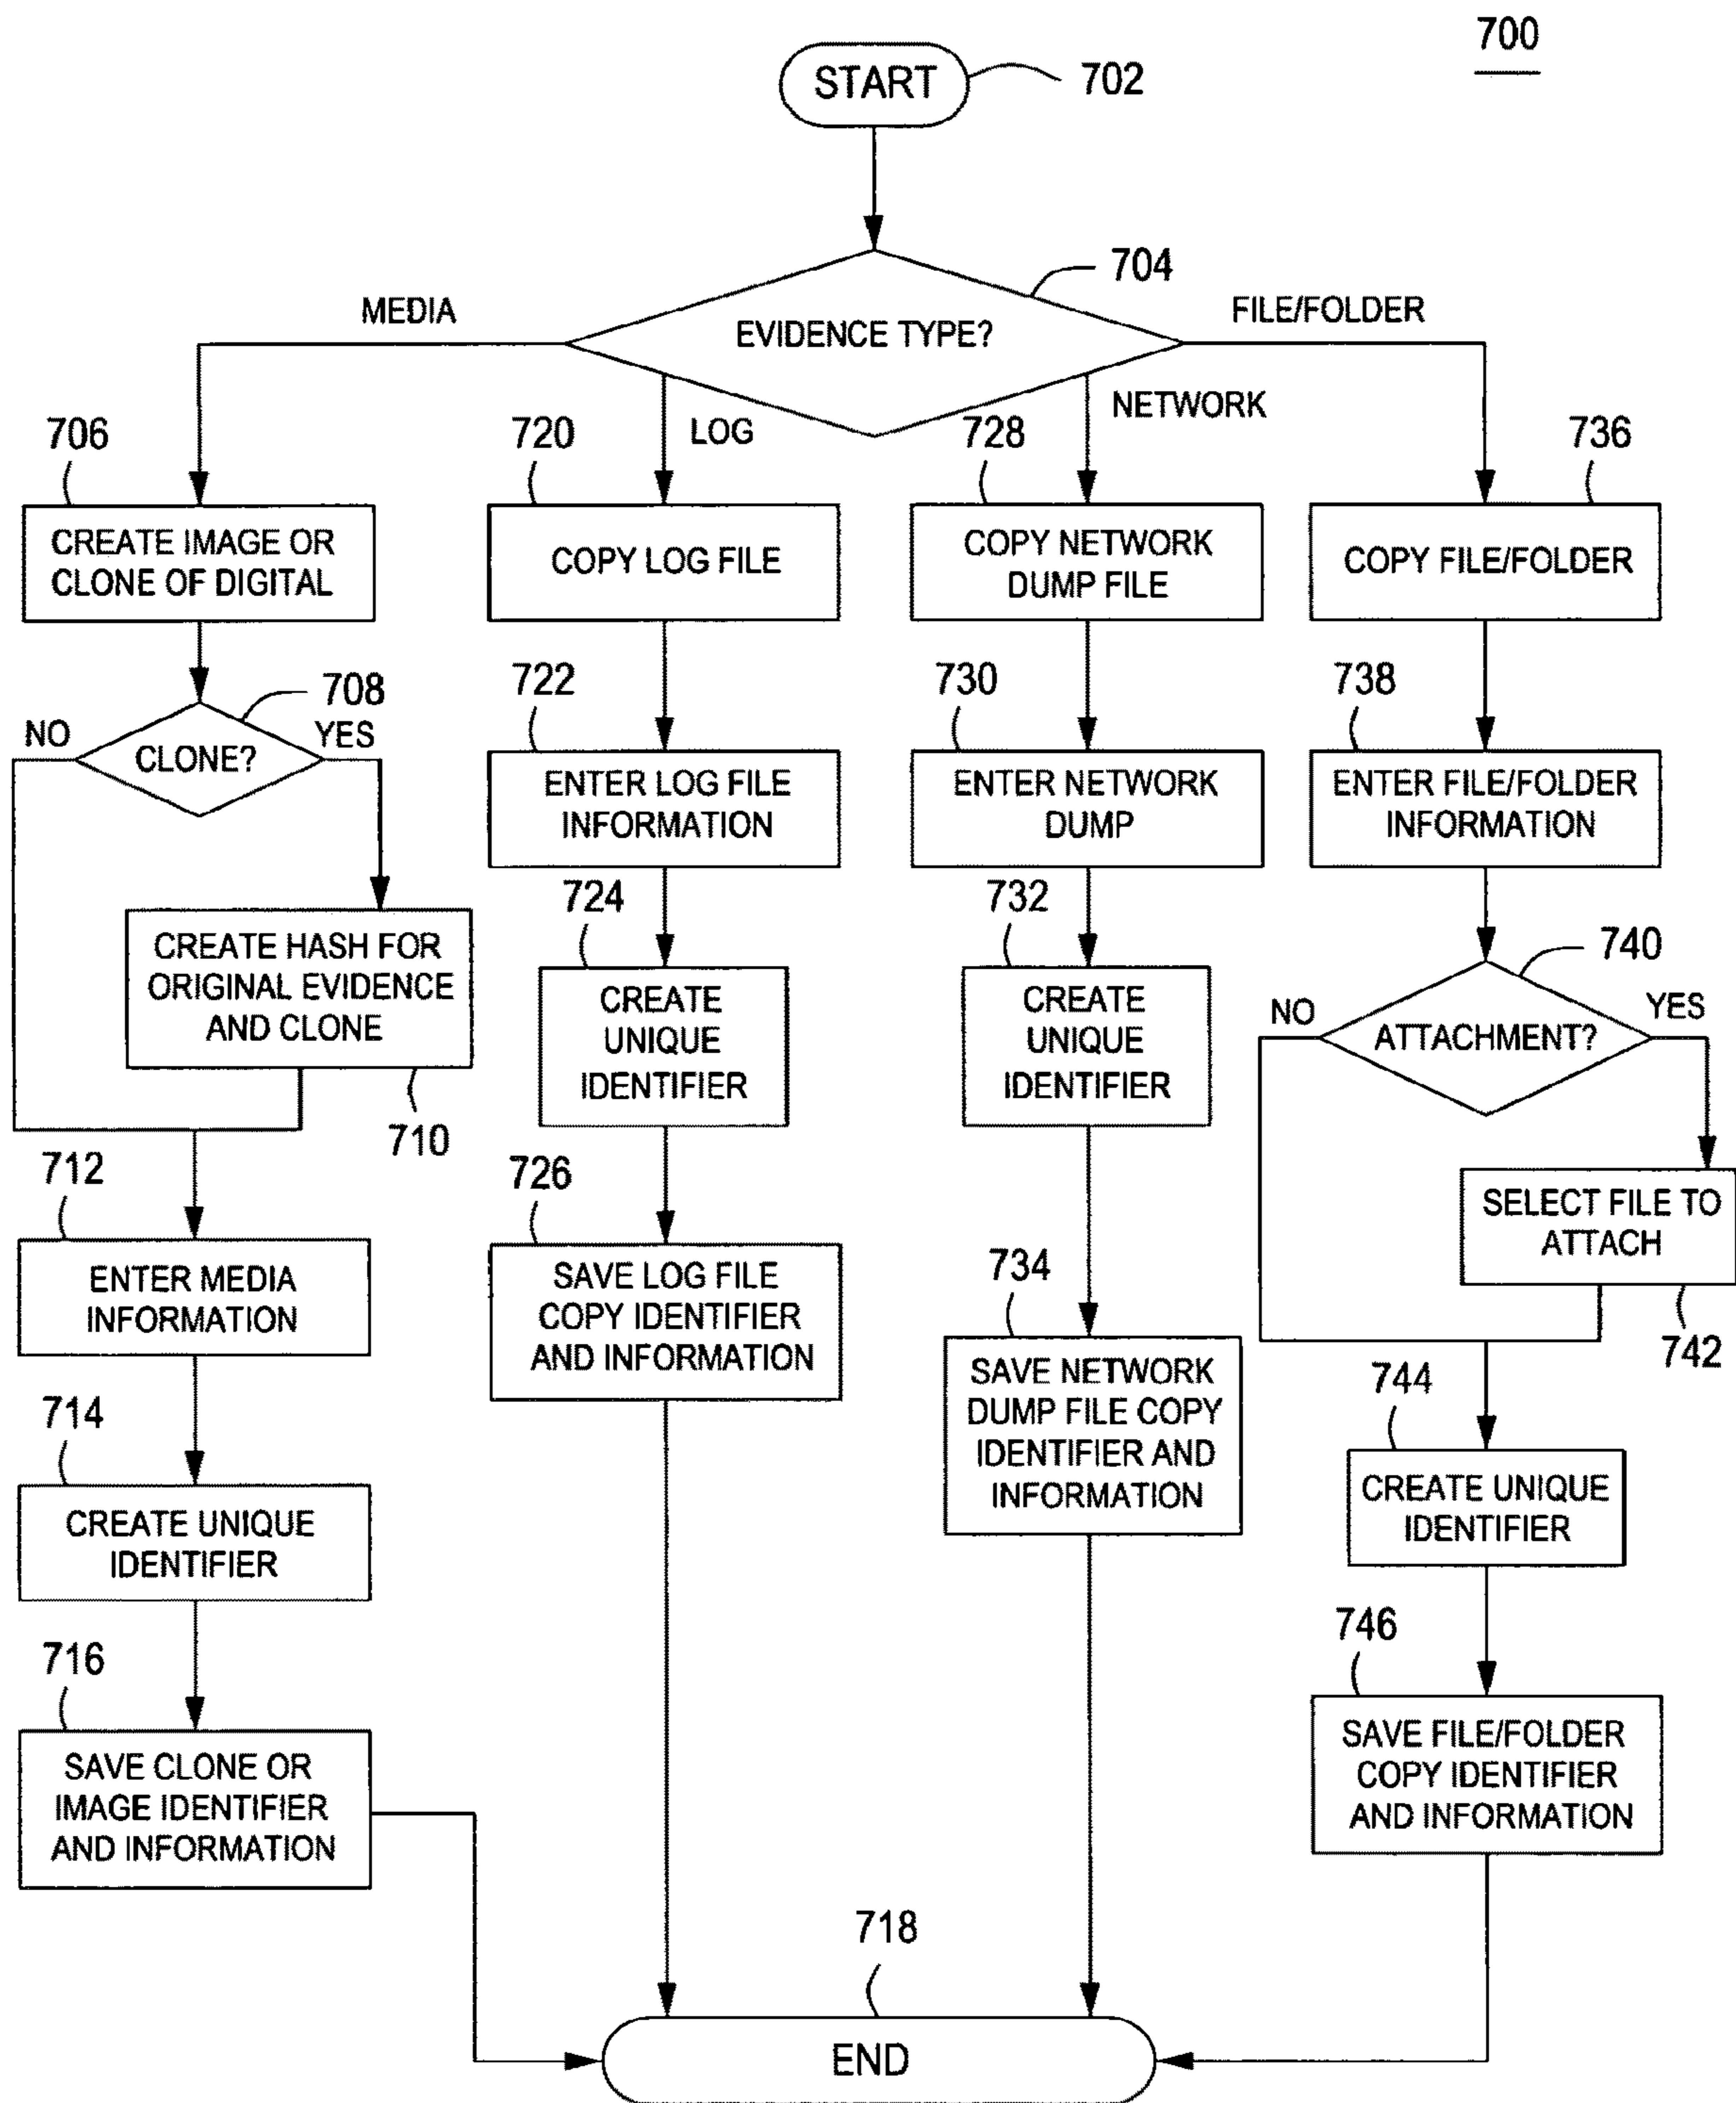 700
START
702
704
MEDIA
EVIDENCE TYPE?
FILE/FOLDER
LOG
NETWORK
706
CREATE IMAGE OR
CLONE OF DIGITAL
708
NO
CLONE?
YES
CREATE HASH FOR
ORIGINAL EVIDENCE
AND CLONE
710
712
ENTER MEDIA
INFORMATION
714
CREATE UNIQUE
IDENTIFIER
716
SAVE CLONE OR
IMAGE IDENTIFIER
AND INFORMATION
720
COPY LOG FILE
722
ENTER LOG FILE
INFORMATION
724
CREATE
UNIQUE
IDENTIFIER
726
SAVE LOG FILE
COPY IDENTIFIER
AND INFORMATION
728
COPY NETWORK
DUMP FILE
730
ENTER NETWORK
DUMP
732
CREATE
UNIQUE
IDENTIFIER
734
SAVE NETWORK
DUMP FILE COPY
IDENTIFIER AND
INFORMATION
736
COPY FILE/FOLDER
738
ENTER FILE/FOLDER
INFORMATION
740
NO
ATTACHMENT?
YES
SELECT FILE TO
ATTACH
742
744
CREATE UNIQUE
IDENTIFIER
746
SAVE FILE/FOLDER
COPY IDENTIFIER
AND INFORMATION
718
END